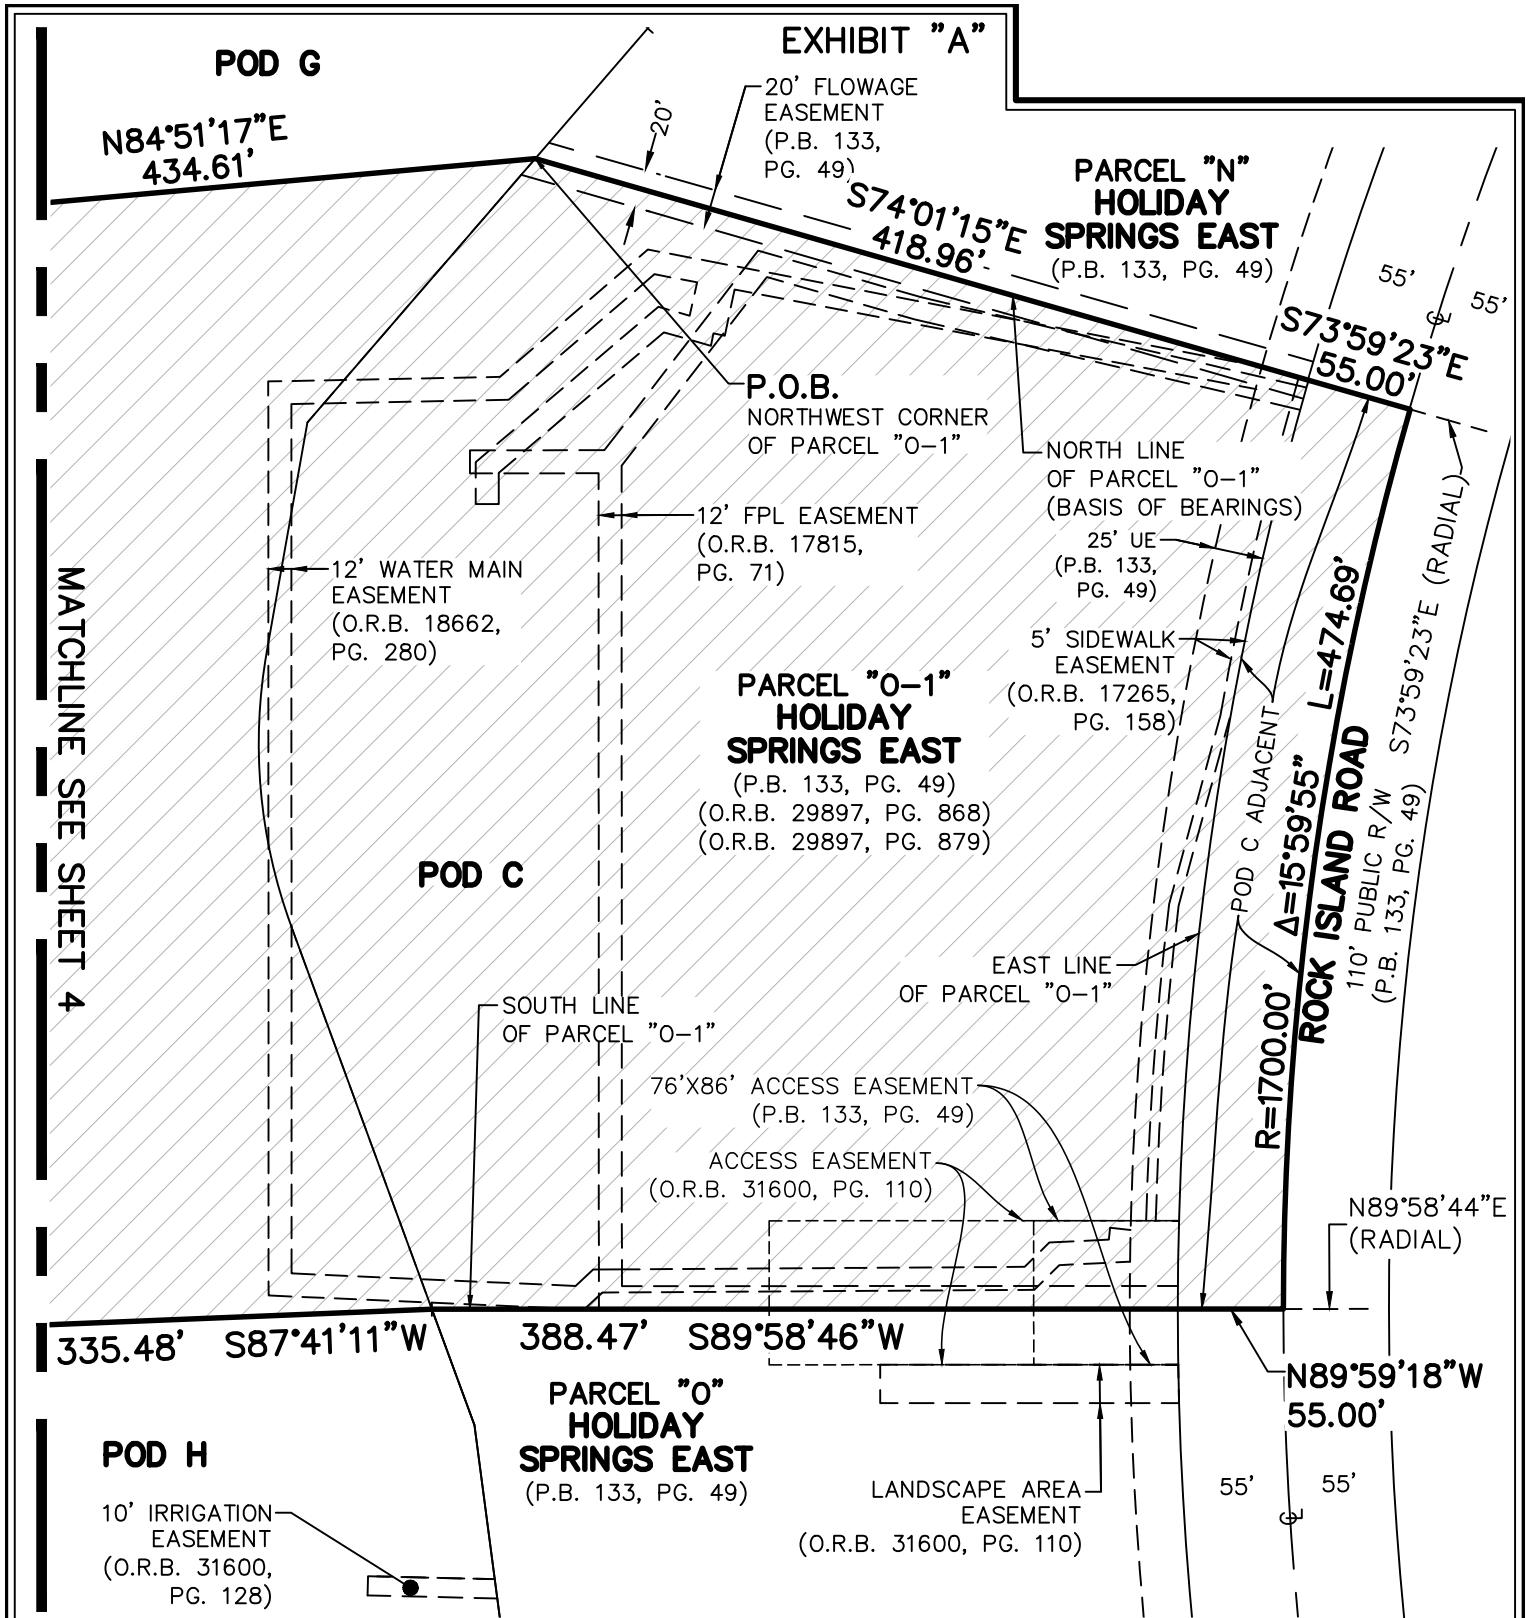 EXHIBIT "A"
POD G
N84°51'17"E
434.61'
20' FLOWAGE
EASEMENT
(P.B. 133,
PG. 49)
20'
S74°01'15"E
418.96'
PARCEL "N"
HOLIDAY
SPRINGS EAST
(P.B. 133, PG. 49)
55'
55'
℄
S73°59'23"E
55.00'
P.O.B.
NORTHWEST CORNER
OF PARCEL "O-1"
NORTH LINE
OF PARCEL "O-1"
(BASIS OF BEARINGS)
12' FPL EASEMENT
(O.R.B. 17815,
PG. 71)
25' UE
(P.B. 133,
PG. 49)
12' WATER MAIN
EASEMENT
(O.R.B. 18662,
PG. 280)
5' SIDEWALK
EASEMENT
(O.R.B. 17265,
PG. 158)
MATCHLINE SEE SHEET 4
PARCEL "O-1"
HOLIDAY
SPRINGS EAST
(P.B. 133, PG. 49)
(O.R.B. 29897, PG. 868)
(O.R.B. 29897, PG. 879)
POD C
POD C ADJACENT
R=1700.00' Δ=15°59'55" L=474.69'
ROCK ISLAND ROAD
110' PUBLIC R/W
(P.B. 133, PG. 49)
S73°59'23"E (RADIAL)
EAST LINE
OF PARCEL "O-1"
SOUTH LINE
OF PARCEL "O-1"
76'X86' ACCESS EASEMENT
(P.B. 133, PG. 49)
ACCESS EASEMENT
(O.R.B. 31600, PG. 110)
N89°58'44"E
(RADIAL)
335.48' S87°41'11"W
388.47' S89°58'46"W
N89°59'18"W
55.00'
PARCEL "O"
HOLIDAY
SPRINGS EAST
(P.B. 133, PG. 49)
POD H
10' IRRIGATION
EASEMENT
(O.R.B. 31600,
PG. 128)
LANDSCAPE AREA
EASEMENT
(O.R.B. 31600, PG. 110)
55'
55'
℄